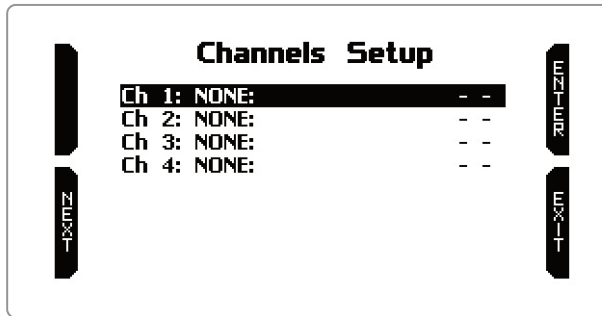 Channels Setup
Ch 1: NONE: - -
Ch 2: NONE: - -
Ch 3: NONE: - -
Ch 4: NONE: - -
ENTER
NEXT
EXIT